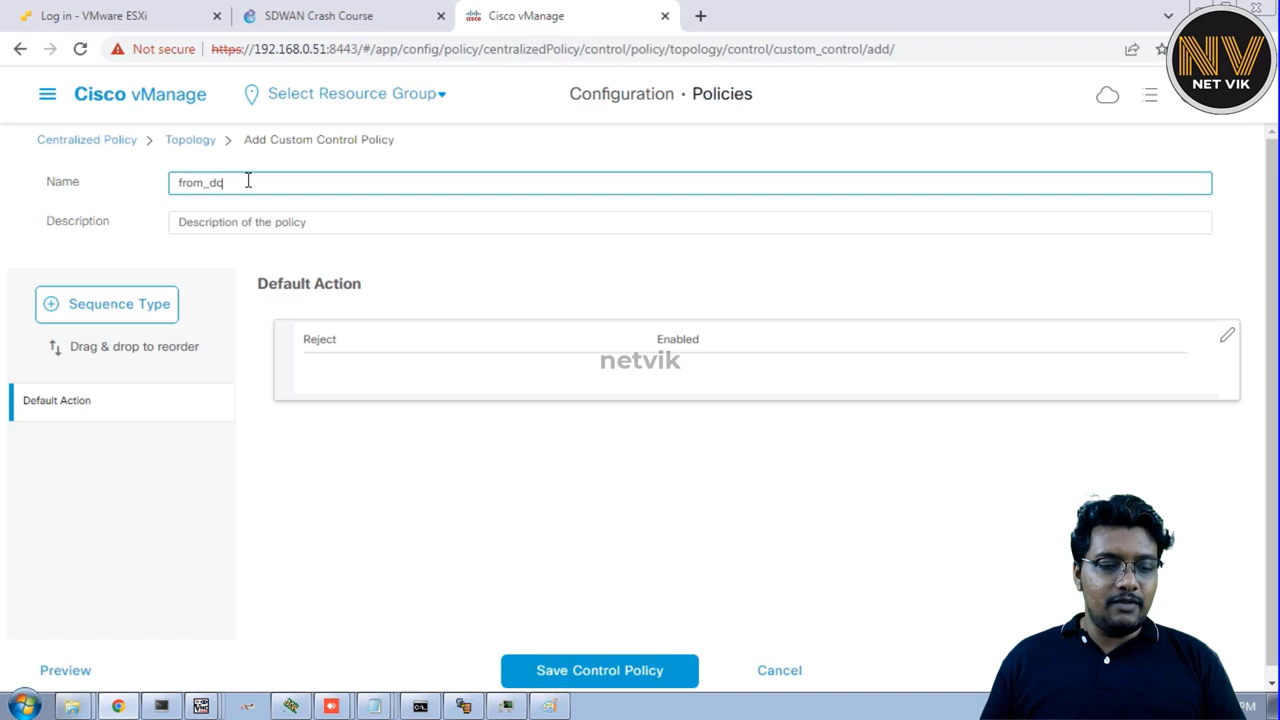 Log in - VMware ESXi
SDWAN Crash Course
Cisco vManage
Not secure
https://192.168.0.51:8443/#/app/config/policy/centralizedPolicy/control/policy/topology/control/custom_control/add/
NV
NET VIK
Cisco vManage
Select Resource Group
Configuration · Policies
Centralized Policy > Topology > Add Custom Control Policy
Name
from_dc
Description
Description of the policy
Sequence Type
Drag & drop to reorder
Default Action
Default Action
Reject
Enabled
netvik
Preview
Save Control Policy
Cancel
PM